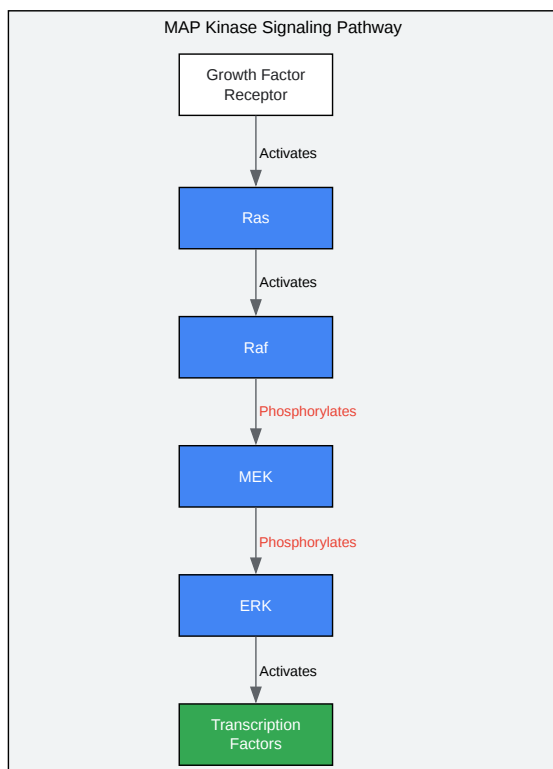 MAP Kinase Signaling Pathway
Growth Factor
Receptor
Activates
Ras
Activates
Raf
Phosphorylates
MEK
Phosphorylates
ERK
Activates
Transcription
Factors